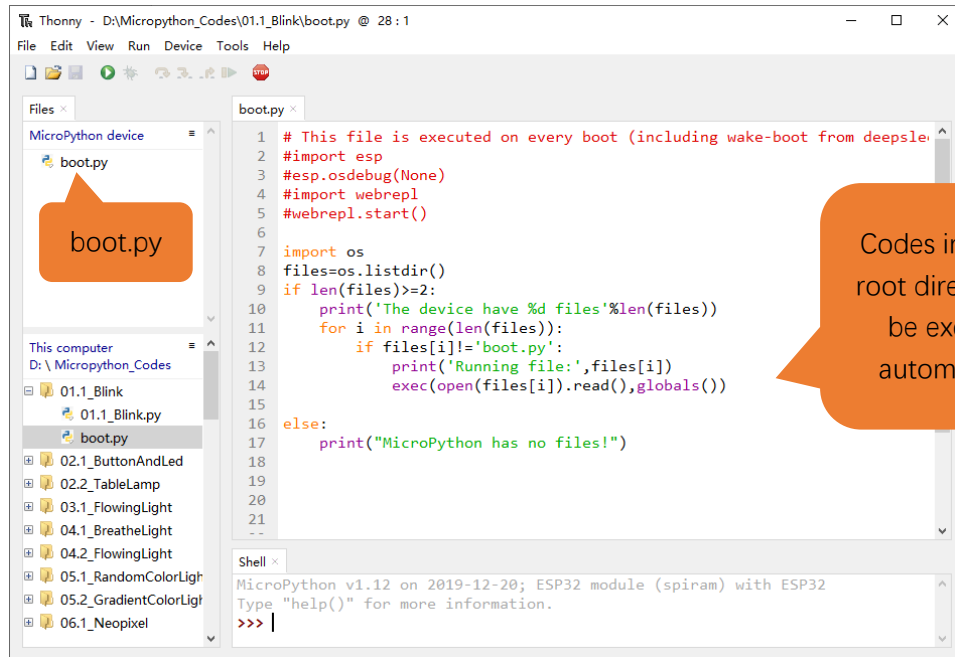 Thonny - D:\Micropython_Codes\01.1_Blink\boot.py @ 28 : 1
File Edit View Run Device Tools Help
STOP
Files
MicroPython device
boot.py
boot.py
This computer
D: \ Micropython_Codes
01.1_Blink
01.1_Blink.py
boot.py
02.1_ButtonAndLed
02.2_TableLamp
03.1_FlowingLight
04.1_BreatheLight
04.2_FlowingLight
05.1_RandomColorLigh
05.2_GradientColorLigh
06.1_Neopixel
boot.py
1 # This file is executed on every boot (including wake-boot from deepslee
2 #import esp
3 #esp.osdebug(None)
4 #import webrepl
5 #webrepl.start()
6
7 import os
8 files=os.listdir()
9 if len(files)>=2:
10     print('The device have %d files'%len(files))
11     for i in range(len(files)):
12         if files[i]!='boot.py':
13             print('Running file:',files[i])
14             exec(open(files[i]).read(),globals())
15
16 else:
17     print("MicroPython has no files!")
18
19
20
21
Codes i
root dire
be exe
autom
Shell
MicroPython v1.12 on 2019-12-20; ESP32 module (spiram) with ESP32
Type "help()" for more information.
>>>